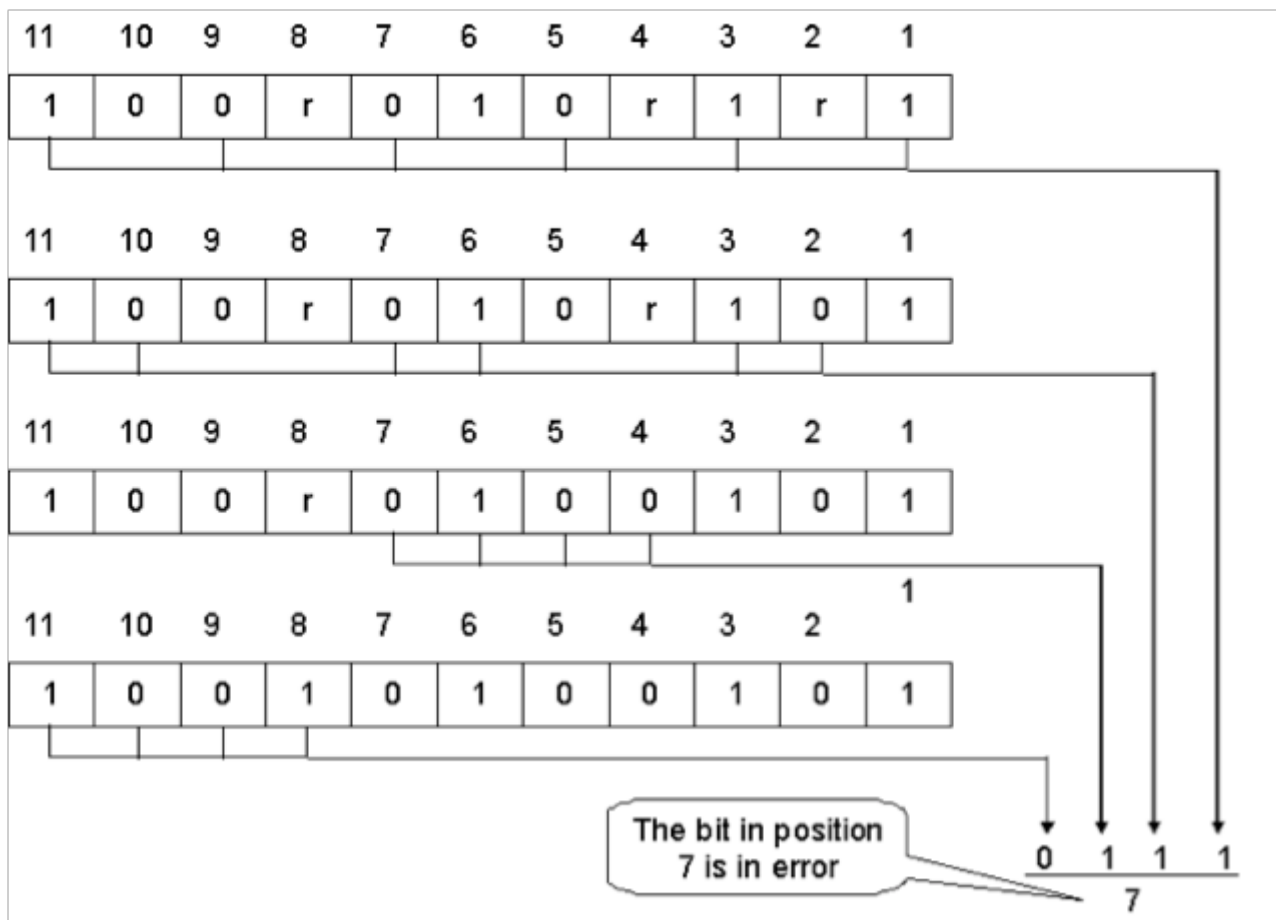 11 10 9 8 7 6 5 4 3 2 1
1 0 0 r 0 1 0 r 1 r 1
11 10 9 8 7 6 5 4 3 2 1
1 0 0 r 0 1 0 r 1 0 1
11 10 9 8 7 6 5 4 3 2 1
1 0 0 r 0 1 0 0 1 0 1
1
11 10 9 8 7 6 5 4 3 2
1 0 0 1 0 1 0 0 1 0 1
The bit in position
7 is in error
0 1 1 1
7